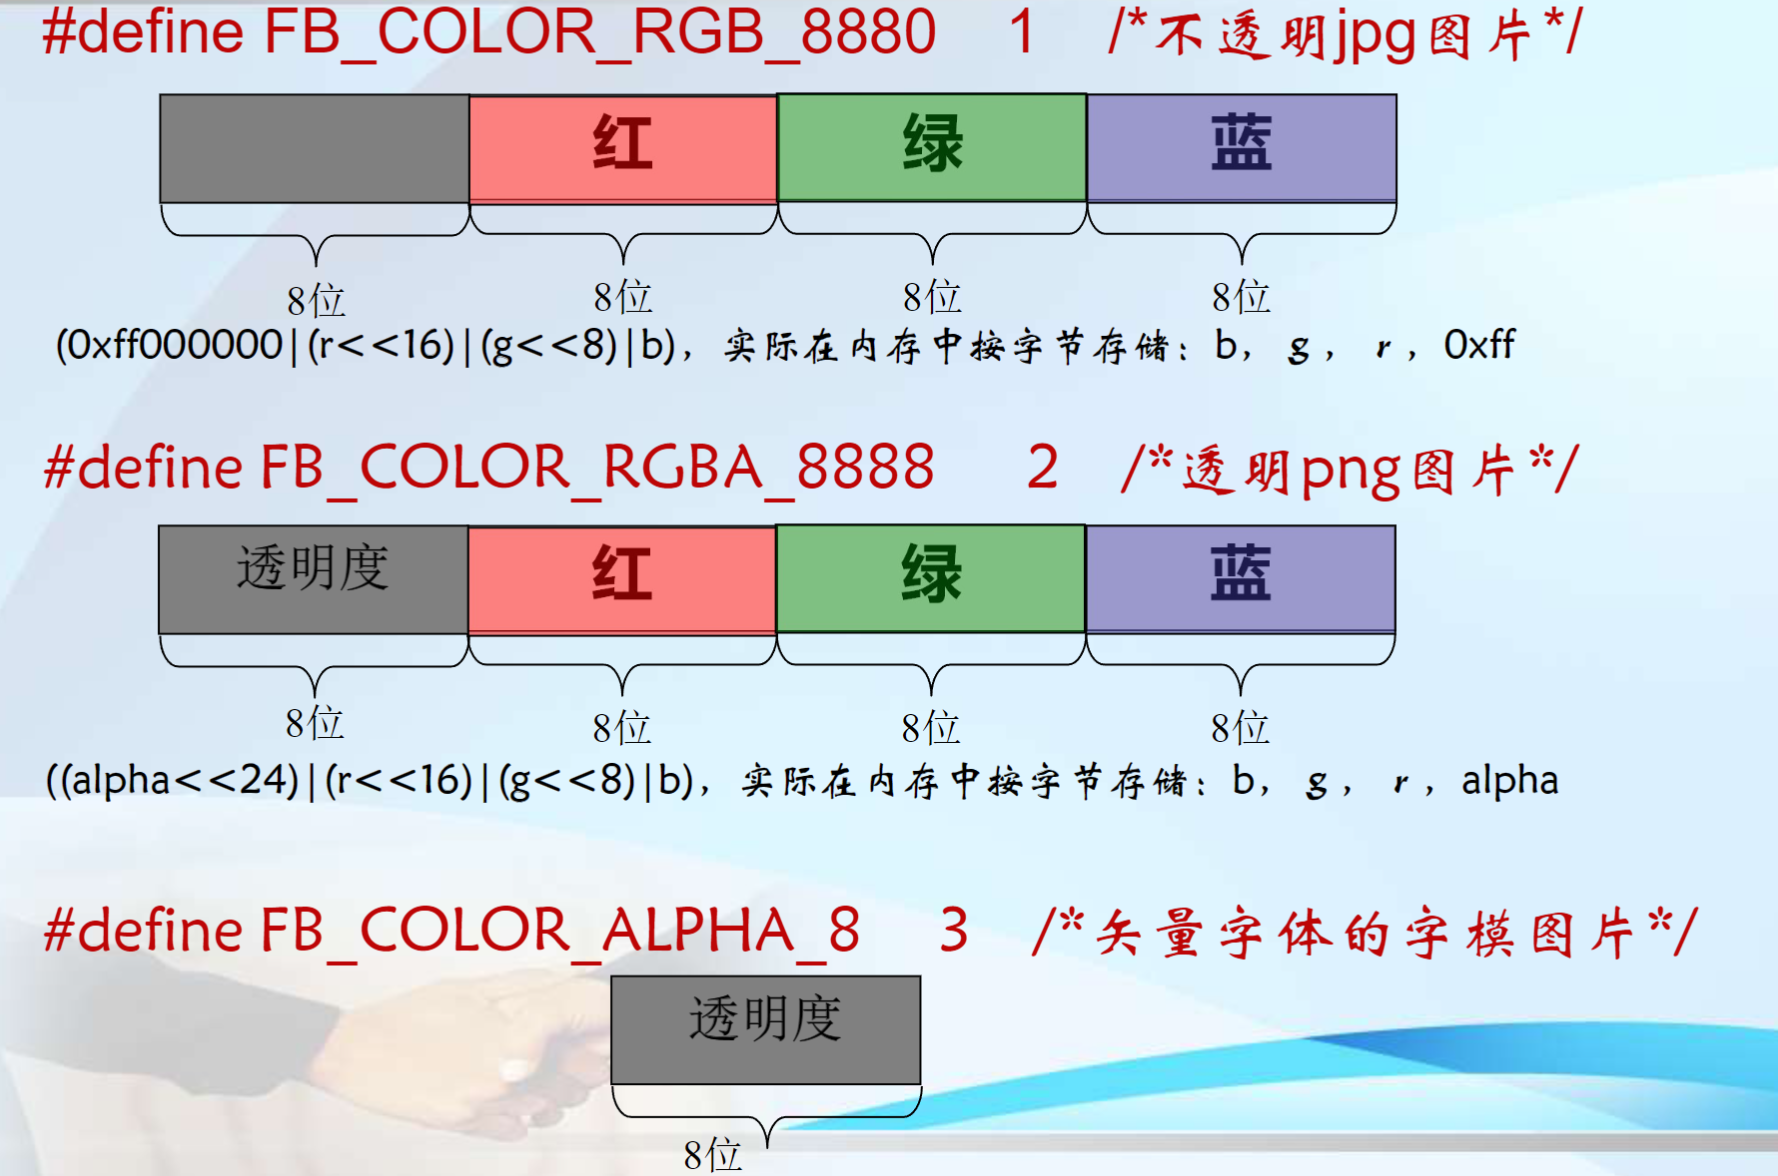 #define FB_COLOR_RGB_8880 1 /*不透明jpg图片*/
红 绿 蓝
8位 8位 8位 8位
(0xff000000|(r<<16)|(g<<8)|b)，实际在内存中按字节存储：b， g， r，0xff
#define FB_COLOR_RGBA_8888 2 /*透明png图片*/
透明度 红 绿 蓝
8位 8位 8位 8位
((alpha<<24)|(r<<16)|(g<<8)|b)，实际在内存中按字节存储：b， g， r，alpha
#define FB_COLOR_ALPHA_8 3 /*矢量字体的字模图片*/
透明度
8位